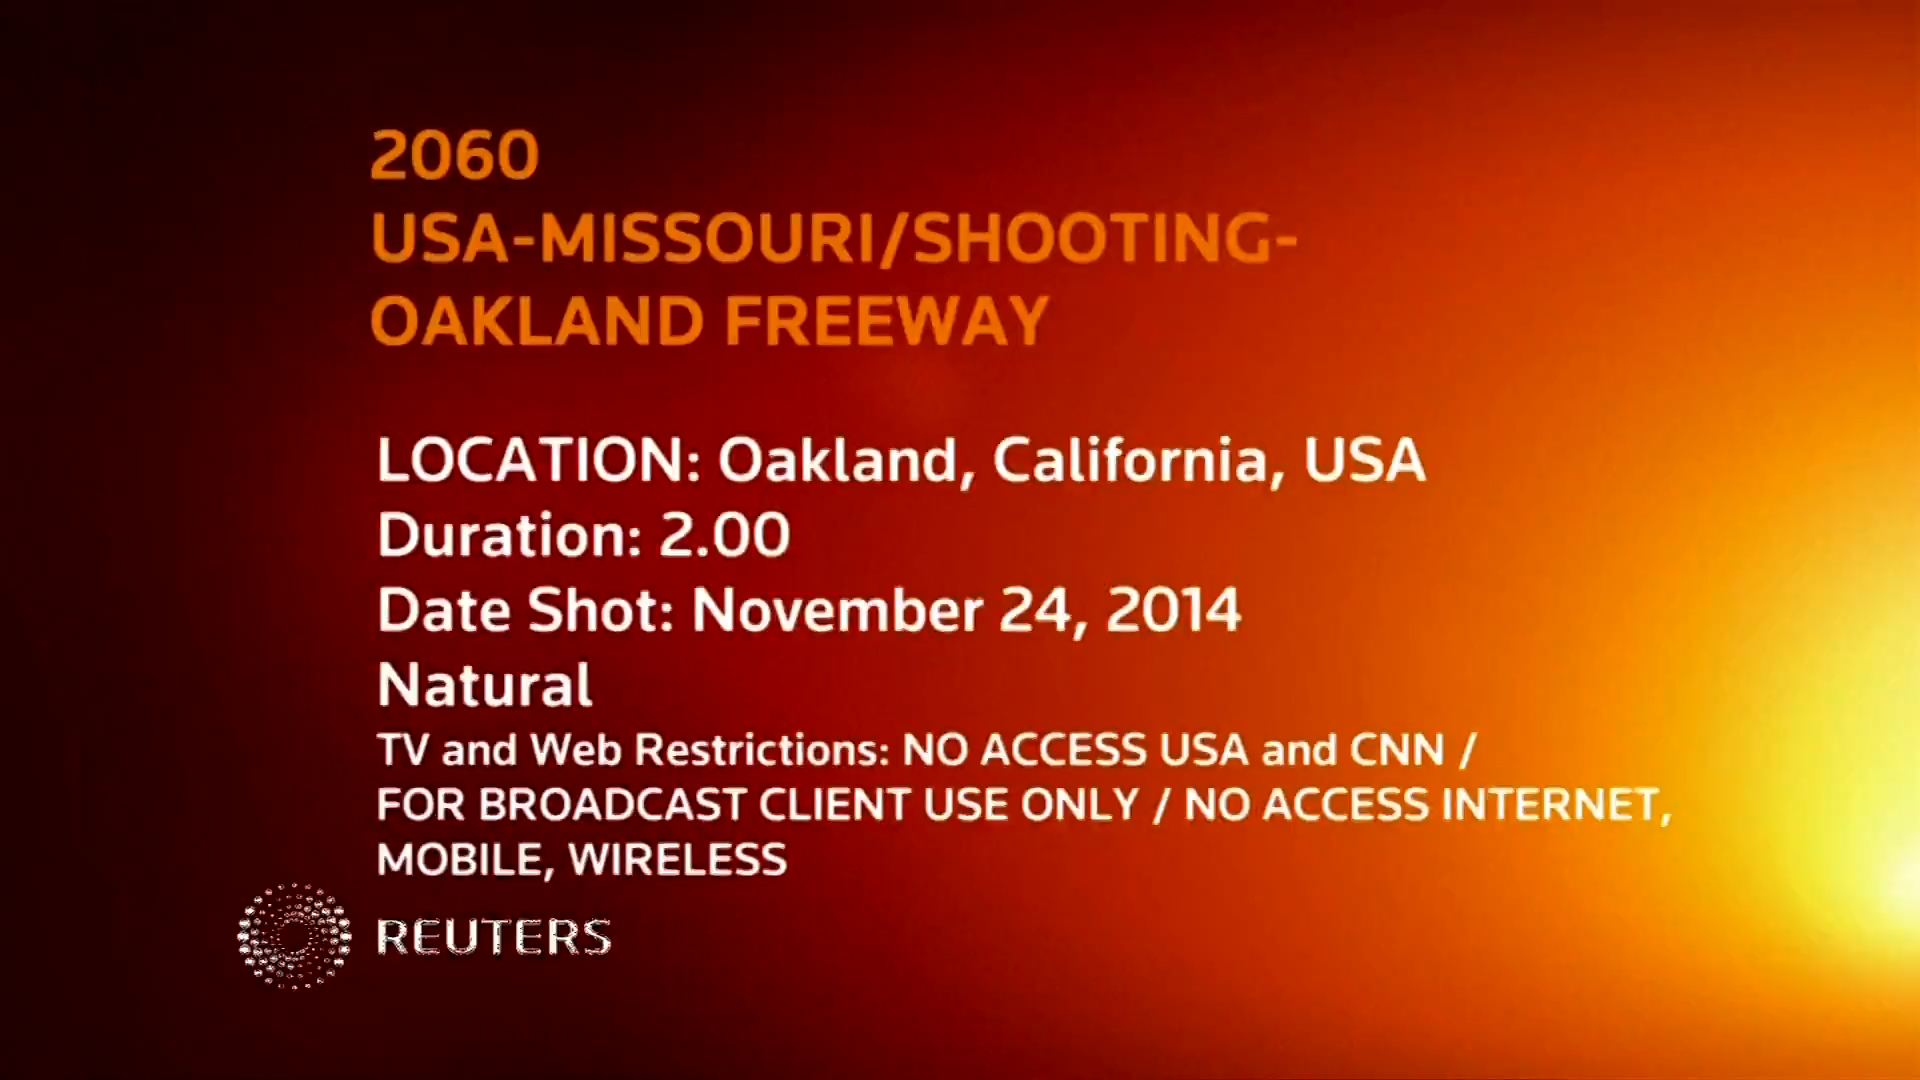 2060
USA-MISSOURI/SHOOTING-
OAKLAND FREEWAY
LOCATION: Oakland, California, USA
Duration: 2.00
Date Shot: November 24, 2014
Natural
TV and Web Restrictions: NO ACCESS USA and CNN /
FOR BROADCAST CLIENT USE ONLY / NO ACCESS INTERNET,
MOBILE, WIRELESS
REUTERS